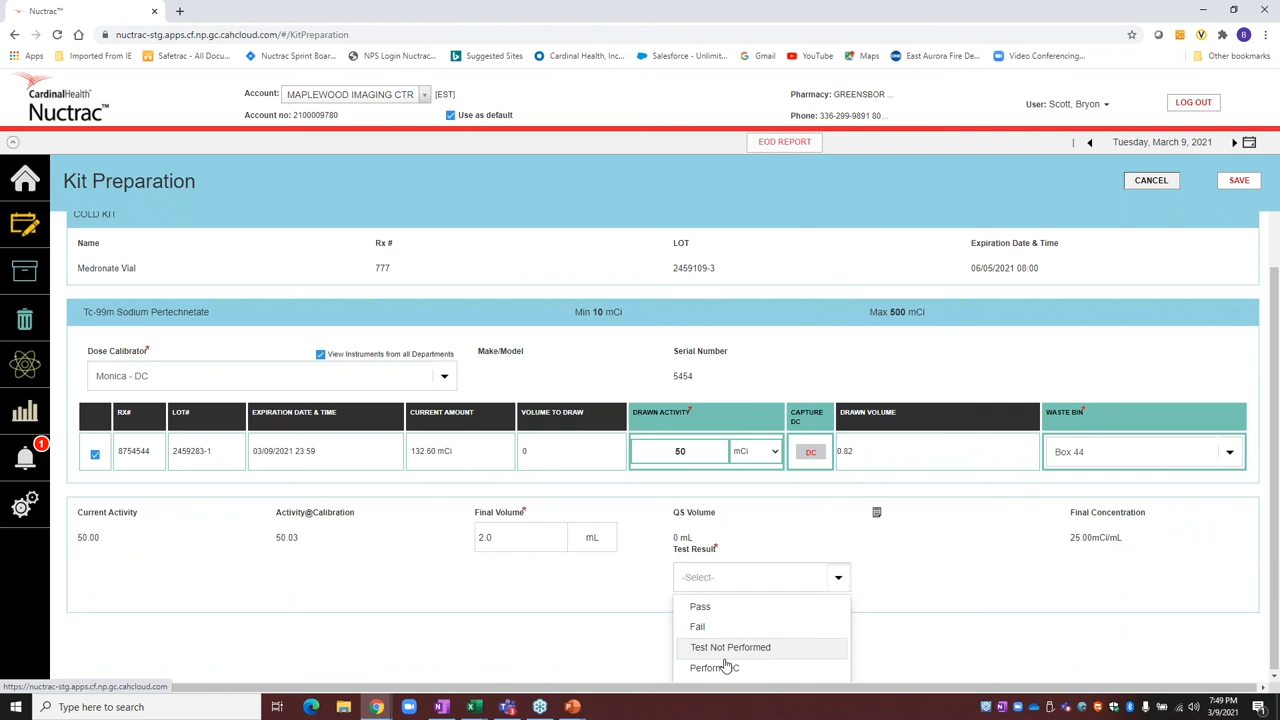 Nuctrac™
nuctrac-stg.apps.cf.np.gc.cahcloud.com/#/KitPreparation
B
Apps
Imported From IE
Safetrac - All Docu...
Nuctrac Sprint Boar...
NPS Login Nuctrac...
Suggested Sites
Cardinal Health, Inc...
Salesforce - Unlimit...
Gmail
YouTube
Maps
East Aurora Fire De...
Video Conferencing...
Other bookmarks
CardinalHealth™
Nuctrac™
Account: MAPLEWOOD IMAGING CTR [EST]
Account no: 2100009780
Use as default
Pharmacy: GREENSBOR ...
Phone: 336-299-9891 80...
User: Scott, Bryon
LOG OUT
EOD REPORT
Tuesday, March 9, 2021
Kit Preparation
CANCEL
SAVE
COLD KIT
Name Rx # LOT Expiration Date & Time
Medronate Vial 777 2459109-3 06/05/2021 08:00
Tc-99m Sodium Pertechnetate Min 10 mCi Max 500 mCi
Dose Calibrator* View Instruments from all Departments Make/Model Serial Number
Monica - DC 5454
RX# LOT# EXPIRATION DATE & TIME CURRENT AMOUNT VOLUME TO DRAW DRAWN ACTIVITY* CAPTURE DC DRAWN VOLUME WASTE BIN*
8754544 2459283-1 03/09/2021 23:59 132.60 mCi 0 50 mCi DC 0.82 Box 44
1
Current Activity Activity@Calibration Final Volume* QS Volume Final Concentration
50.00 50.03 2.0 mL 0 mL 25.00mCi/mL
Test Result*
-Select-
Pass
Fail
Test Not Performed
https://nuctrac-stg.apps.cf.np.gc.cahcloud.com
Type here to search
7:49 PM
3/9/2021